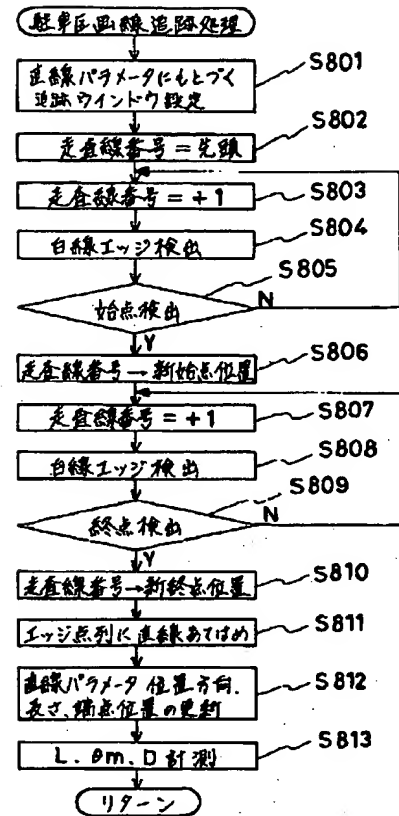 駐車区画線追跡処理
直線パラメータにもとづく
追跡ウインドウ設定
S801
走査線番号=先頭
S802
走査線番号=+1
S803
白線エッジ検出
S804
始点検出
S805
N
Y
走査線番号→新始点位置
S806
走査線番号=+1
S807
白線エッジ検出
S808
終点検出
S809
N
Y
走査線番号→新終点位置
S810
エッジ点列に直線あてはめ
S811
直線パラメータ位置方向、
長さ、端点位置の更新
S812
L. θm. D計測
S813
リターン